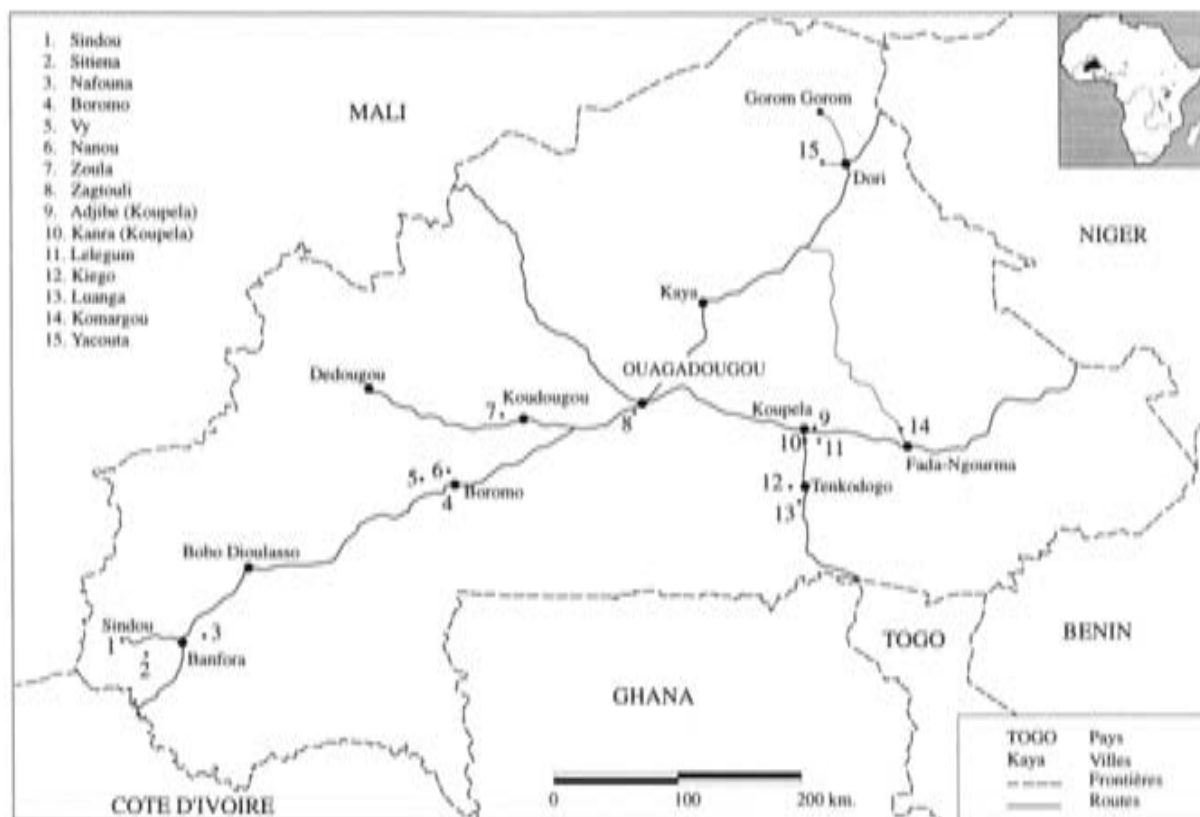 1. Sindou
2. Sitiena
3. Nafouna
4. Boromo
5. Vy
6. Nanou
7. Zoula
8. Zagtouli
9. Adjibe (Koupela)
10. Kanra (Koupela)
11. Lelegum
12. Kiego
13. Luanga
14. Komargou
15. Yacouta
MALI
Gorom Gorom
15
Dori
NIGER
Kaya
OUAGADOUGOU
Dedougou
Koudougou
7
8
Koupela
9
10
11
14
Fada-Ngourma
5
6
Boromo
4
12
Tenkodogo
13
Bobo Dioulasso
Sindou
1
2
3
Banfora
GHANA
TOGO
BENIN
COTE D'IVOIRE
0 100 200 km.
TOGO Pays
Kaya Villes
Frontières
Routes